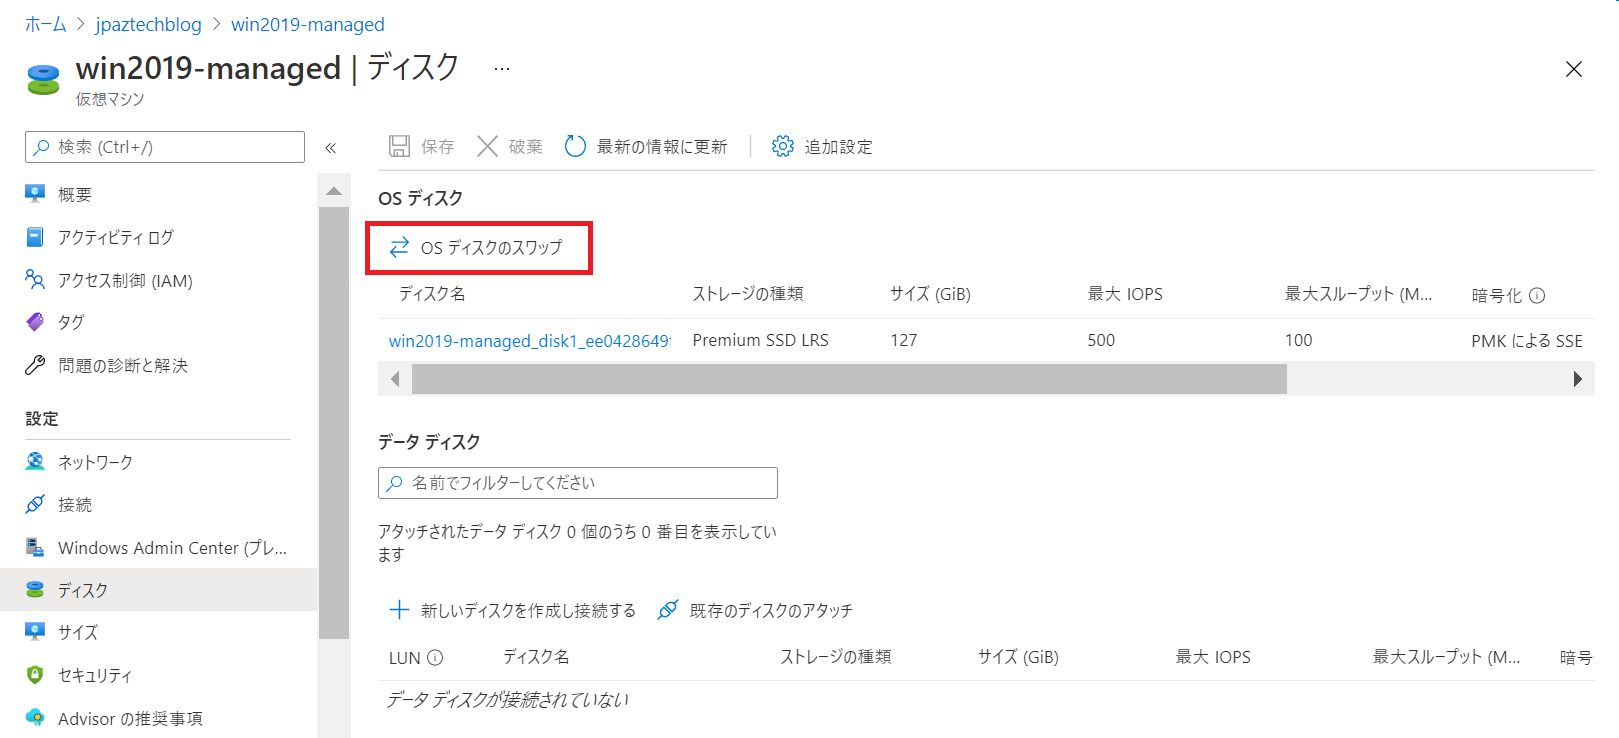 ホーム > jpaztechblog > win2019-managed
win2019-managed | ディスク ...
仮想マシン
検索 (Ctrl+/)
«
概要
アクティビティ ログ
アクセス制御 (IAM)
タグ
問題の診断と解決
設定
ネットワーク
接続
Windows Admin Center (プレ...
ディスク
サイズ
セキュリティ
Advisor の推奨事項
保存 破棄 最新の情報に更新 追加設定
OS ディスク
OS ディスクのスワップ
ディスク名 ストレージの種類 サイズ (GiB) 最大 IOPS 最大スループット (M... 暗号化
win2019-managed_disk1_ee0428649 Premium SSD LRS 127 500 100 PMK による SSE
データ ディスク
名前でフィルターしてください
アタッチされたデータ ディスク 0 個のうち 0 番目を表示してい
ます
新しいディスクを作成し接続する 既存のディスクのアタッチ
LUN ディスク名 ストレージの種類 サイズ (GiB) 最大 IOPS 最大スループット (M... 暗号
データ ディスクが接続されていない